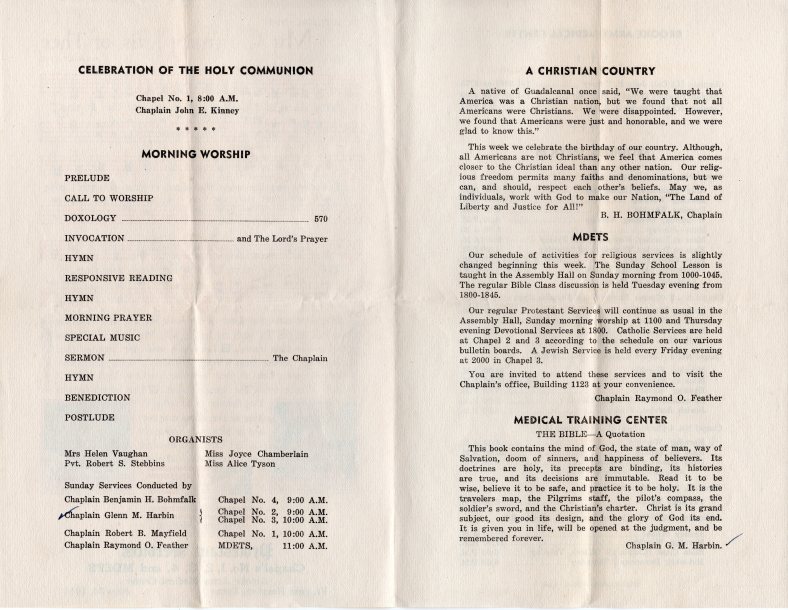 CELEBRATION OF THE HOLY COMMUNION
Chapel No. 1, 8:00 A.M.
Chaplain John E. Kinney
* * * * *
MORNING WORSHIP
PRELUDE
CALL TO WORSHIP
DOXOLOGY ........ 570
INVOCATION ........ and The Lord's Prayer
HYMN
RESPONSIVE READING
HYMN
MORNING PRAYER
SPECIAL MUSIC
SERMON ........ The Chaplain
HYMN
BENEDICTION
POSTLUDE
ORGANISTS
Mrs Helen Vaughan Miss Joyce Chamberlain
Pvt. Robert S. Stebbins Miss Alice Tyson
Sunday Services Conducted by
Chaplain Benjamin H. Bohmfalk Chapel No. 4, 9:00 A.M.
Chaplain Glenn M. Harbin Chapel No. 2, 9:00 A.M.
Chapel No. 3, 10:00 A.M.
Chaplain Robert B. Mayfield Chapel No. 1, 10:00 A.M.
Chaplain Raymond O. Feather MDETS, 11:00 A.M.
A CHRISTIAN COUNTRY
A native of Guadalcanal once said, "We were taught that
America was a Christian nation, but we found that not all
Americans were Christians. We were disappointed. However,
we found that Americans were just and honorable, and we were
glad to know this."
This week we celebrate the birthday of our country. Although,
all Americans are not Christians, we feel that America comes
closer to the Christian ideal than any other nation. Our relig-
ious freedom permits many faiths and denominations, but we
can, and should, respect each other's beliefs. May we, as
individuals, work with God to make our Nation, "The Land of
Liberty and Justice for All!"
B. H. BOHMFALK, Chaplain
MDETS
Our schedule of activities for religious services is slightly
changed beginning this week. The Sunday School Lesson is
taught in the Assembly Hall on Sunday morning from 1000-1045.
The regular Bible Class discussion is held Tuesday evening from
1800-1845.
Our regular Protestant Services will continue as usual in the
Assembly Hall, Sunday morning worship at 1100 and Thursday
evening Devotional Services at 1800. Catholic Services are held
at Chapel 2 and 3 according to the schedule on our various
bulletin boards. A Jewish Service is held every Friday evening
at 2000 in Chapel 3.
You are invited to attend these services and to visit the
Chaplain's office, Building 1123 at your convenience.
Chaplain Raymond O. Feather
MEDICAL TRAINING CENTER
THE BIBLE—A Quotation
This book contains the mind of God, the state of man, way of
Salvation, doom of sinners, and happiness of believers. Its
doctrines are holy, its precepts are binding, its histories
are true, and its decisions are immutable. Read it to be
wise, believe it to be safe, and practice it to be holy. It is the
travelers map, the Pilgrims staff, the pilot's compass, the
soldier's sword, and the Christian's charter. Christ is its grand
subject, our good its design, and the glory of God its end.
It is given you in life, will be opened at the judgment, and be
remembered forever.
Chaplain G. M. Harbin.